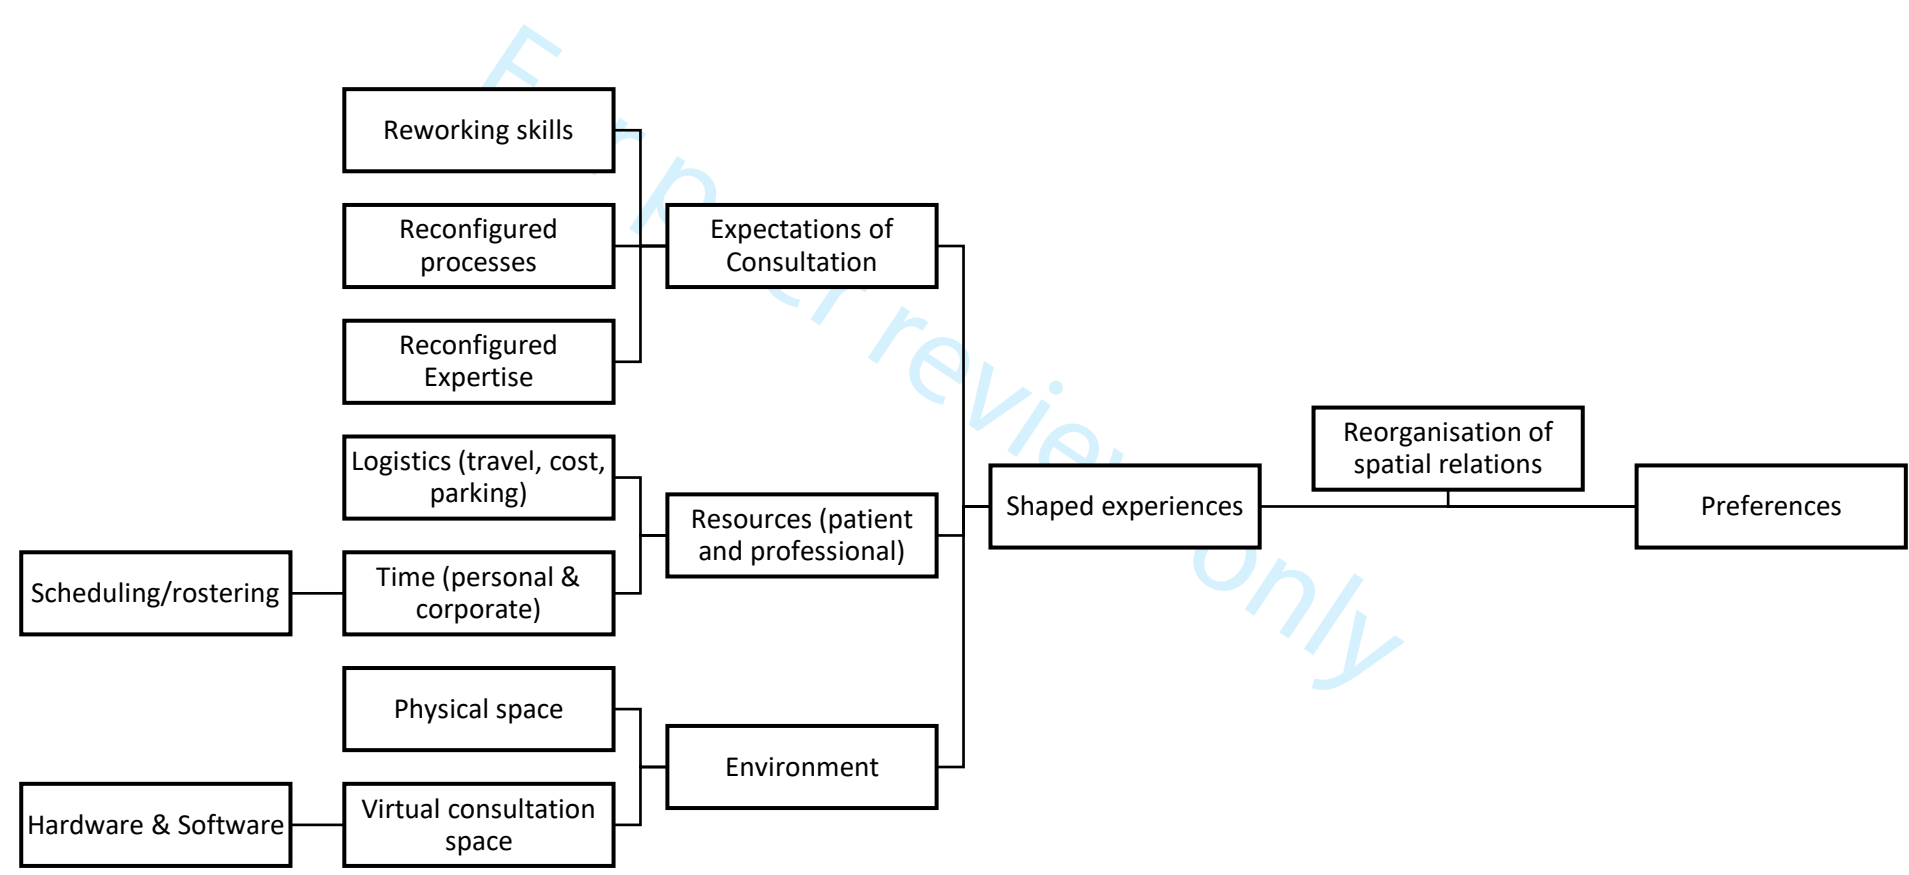 Reworking skills
Reconfigured
processes
Reconfigured
Expertise
Logistics (travel, cost,
parking)
Scheduling/rostering
Time (personal &
corporate)
Physical space
Hardware & Software
Virtual consultation
space
Expectations of
Consultation
Resources (patient
and professional)
Environment
Shaped experiences
Reorganisation of
spatial relations
Preferences
For peer review only